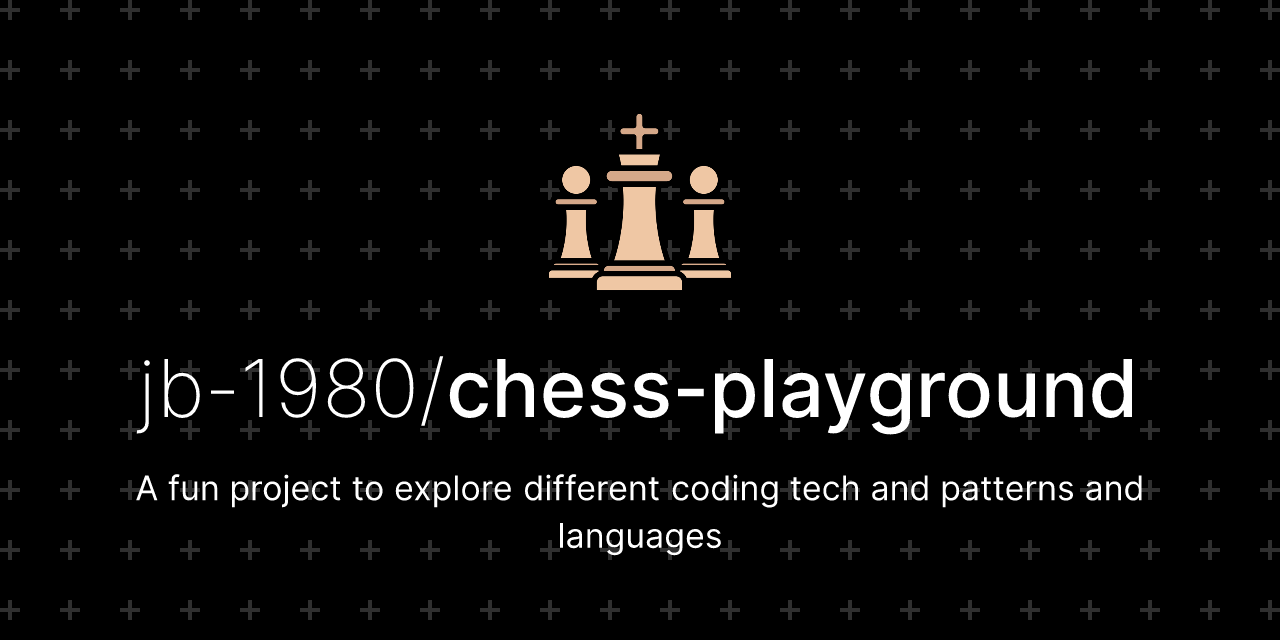 jb-1980/chess-playground
A fun project to explore different coding tech and patterns and
languages